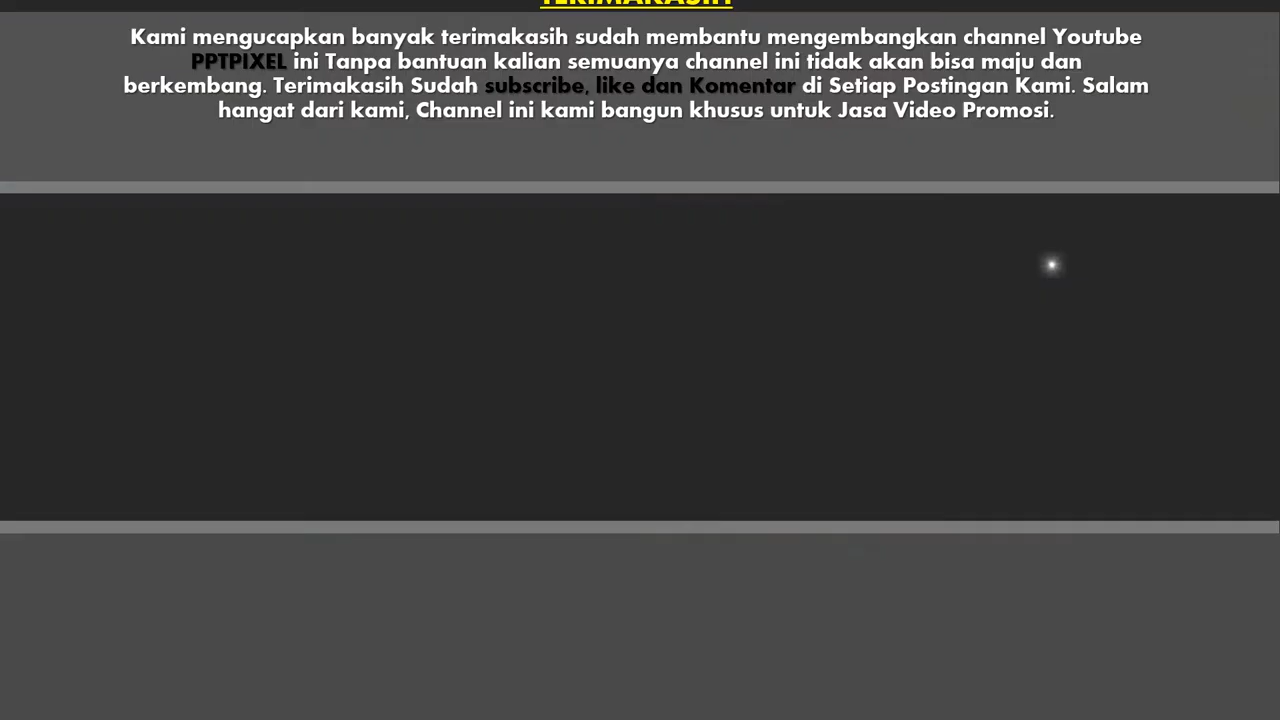 TERIMAKASIH
Kami mengucapkan banyak terimakasih sudah membantu mengembangkan channel Youtube
PPTPIXEL ini Tanpa bantuan kalian semuanya channel ini tidak akan bisa maju dan
berkembang. Terimakasih Sudah subscribe, like dan Komentar di Setiap Postingan Kami. Salam
hangat dari kami, Channel ini kami bangun khusus untuk Jasa Video Promosi.